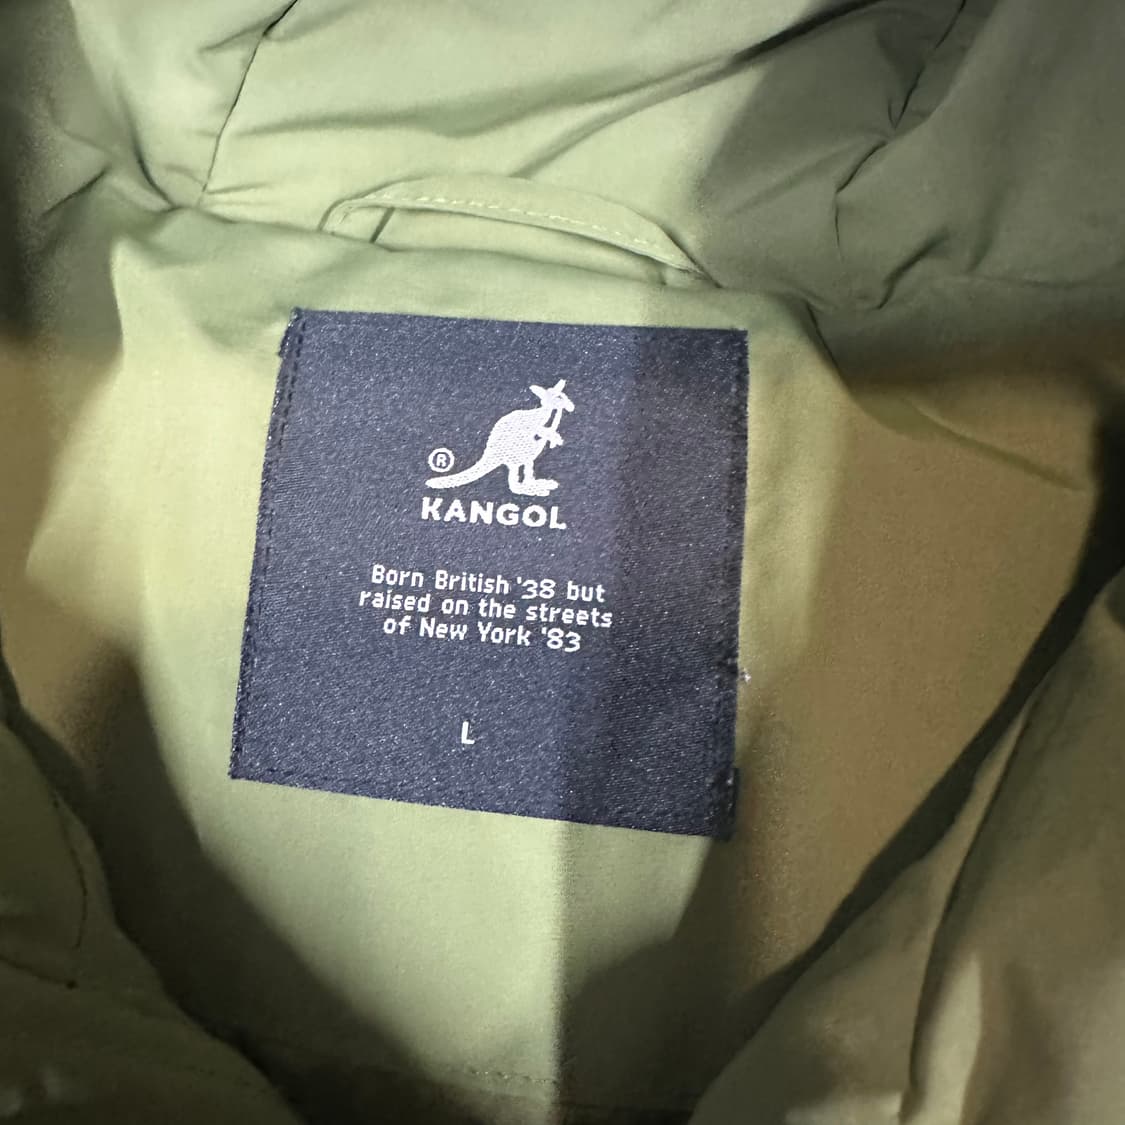 ®
KANGOL
Born British '38 but
raised on the streets
of New York '83
L